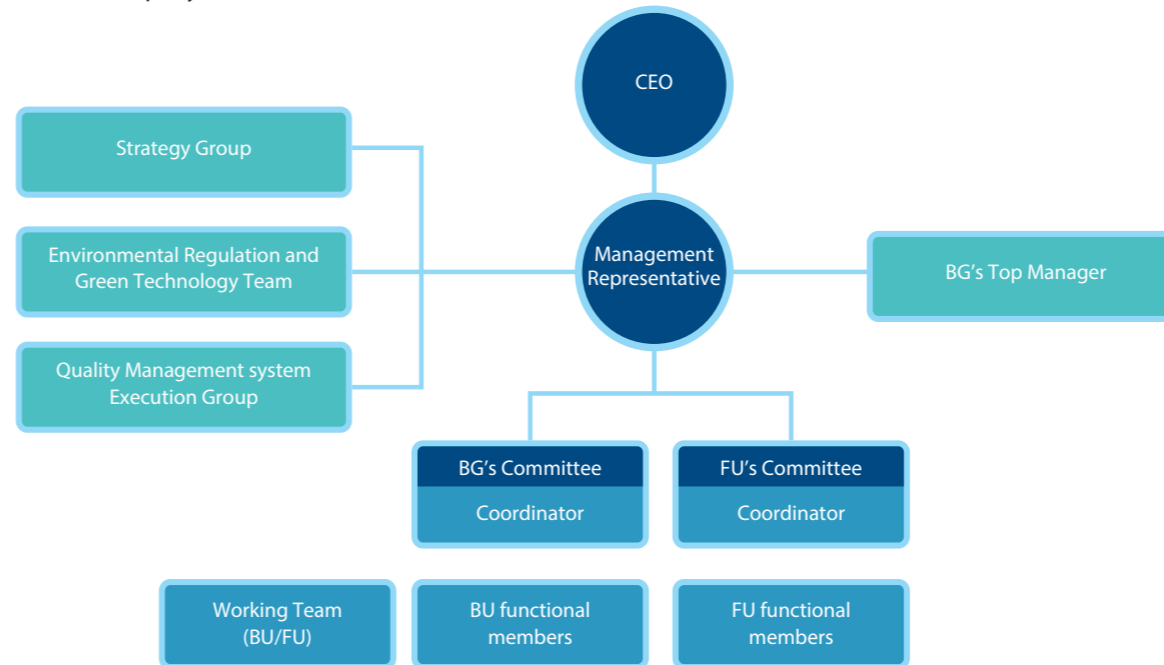 CEO
Strategy Group
Environmental Regulation and
Green Technology Team
Management
Representative
BG's Top Manager
Quality Management system
Execution Group
BG's Committee
Coordinator
FU's Committee
Coordinator
Working Team
(BU/FU)
BU functional
members
FU functional
members